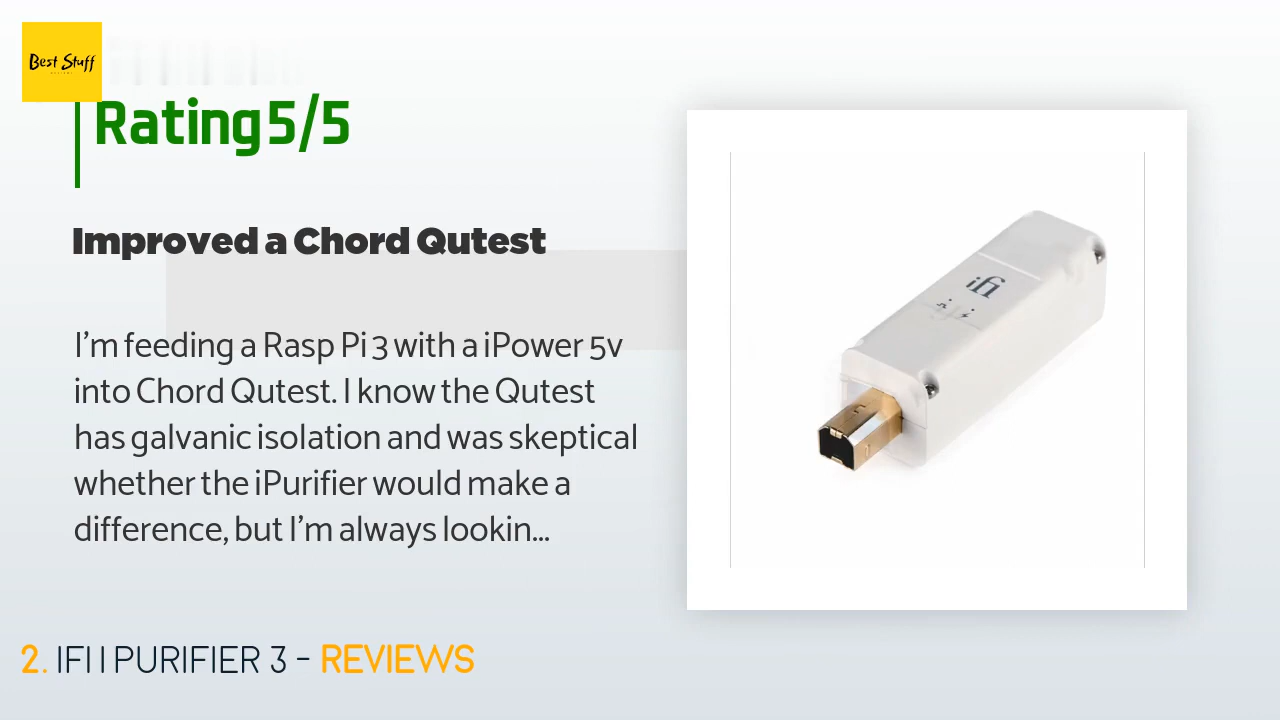 Best Stuff
Rating 5/5
Improved a Chord Qutest
I'm feeding a Rasp Pi 3 with a iPower 5v
into Chord Qutest. I know the Qutest
has galvanic isolation and was skeptical
whether the iPurifier would make a
difference, but I'm always lookin...
ifi
2. IFI I PURIFIER 3 - REVIEWS